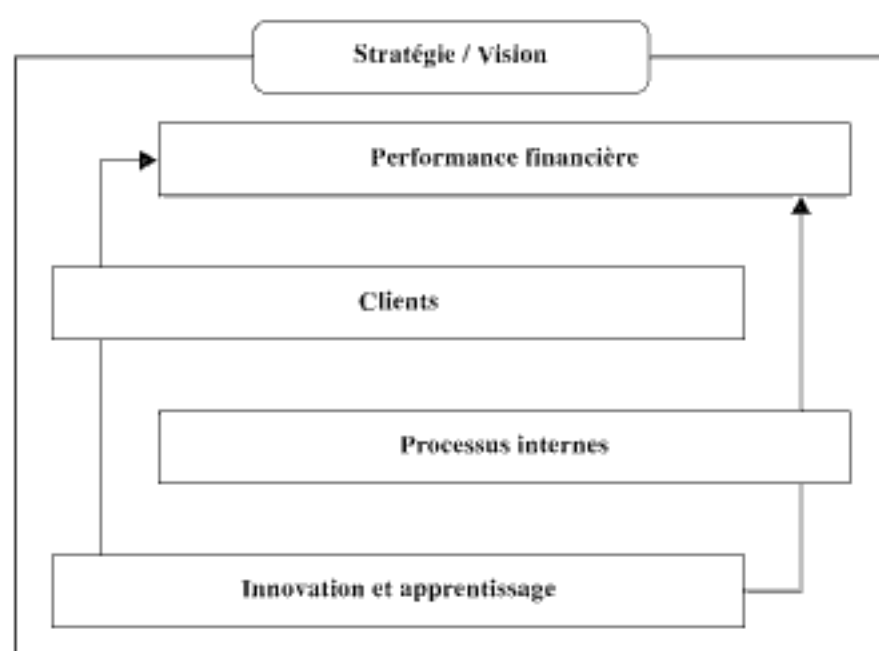 Stratégie / Vision
Performance financière
Clients
Processus internes
Innovation et apprentissage